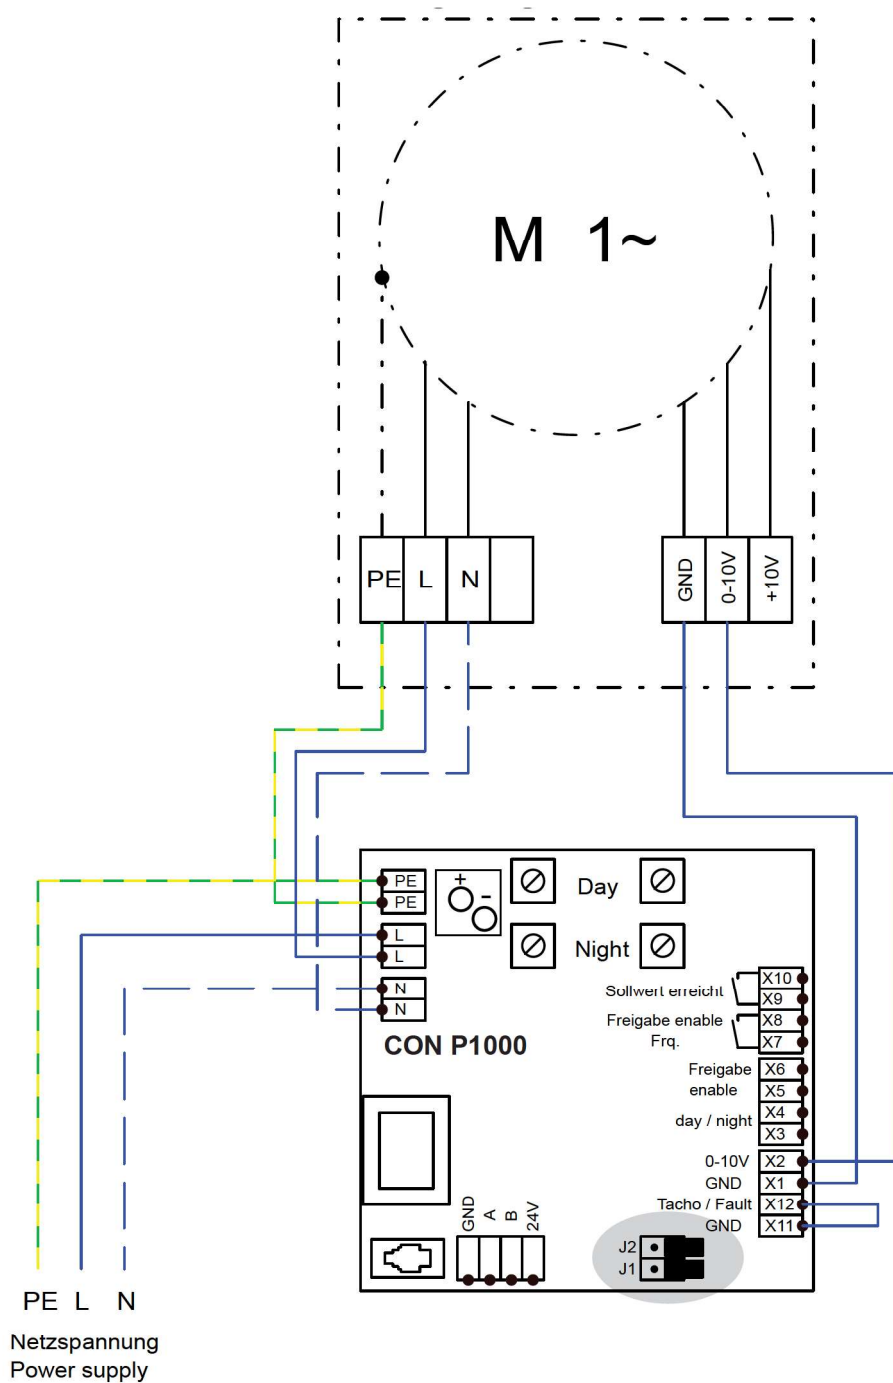 M 1~
PE L N
GND 0-10V +10V
PE
PE
+
-
Day
L
L
Night
N
N
CON P1000
X10
Sollwert erreicht X9
Freigabe enable X8
Frq. X7
Freigabe X6
enable X5
X4
day / night
X3
0-10V X2
GND X1
Tacho / Fault X12
GND X11
GND A B 24V
J2
J1
PE L N
Netzspannung
Power supply